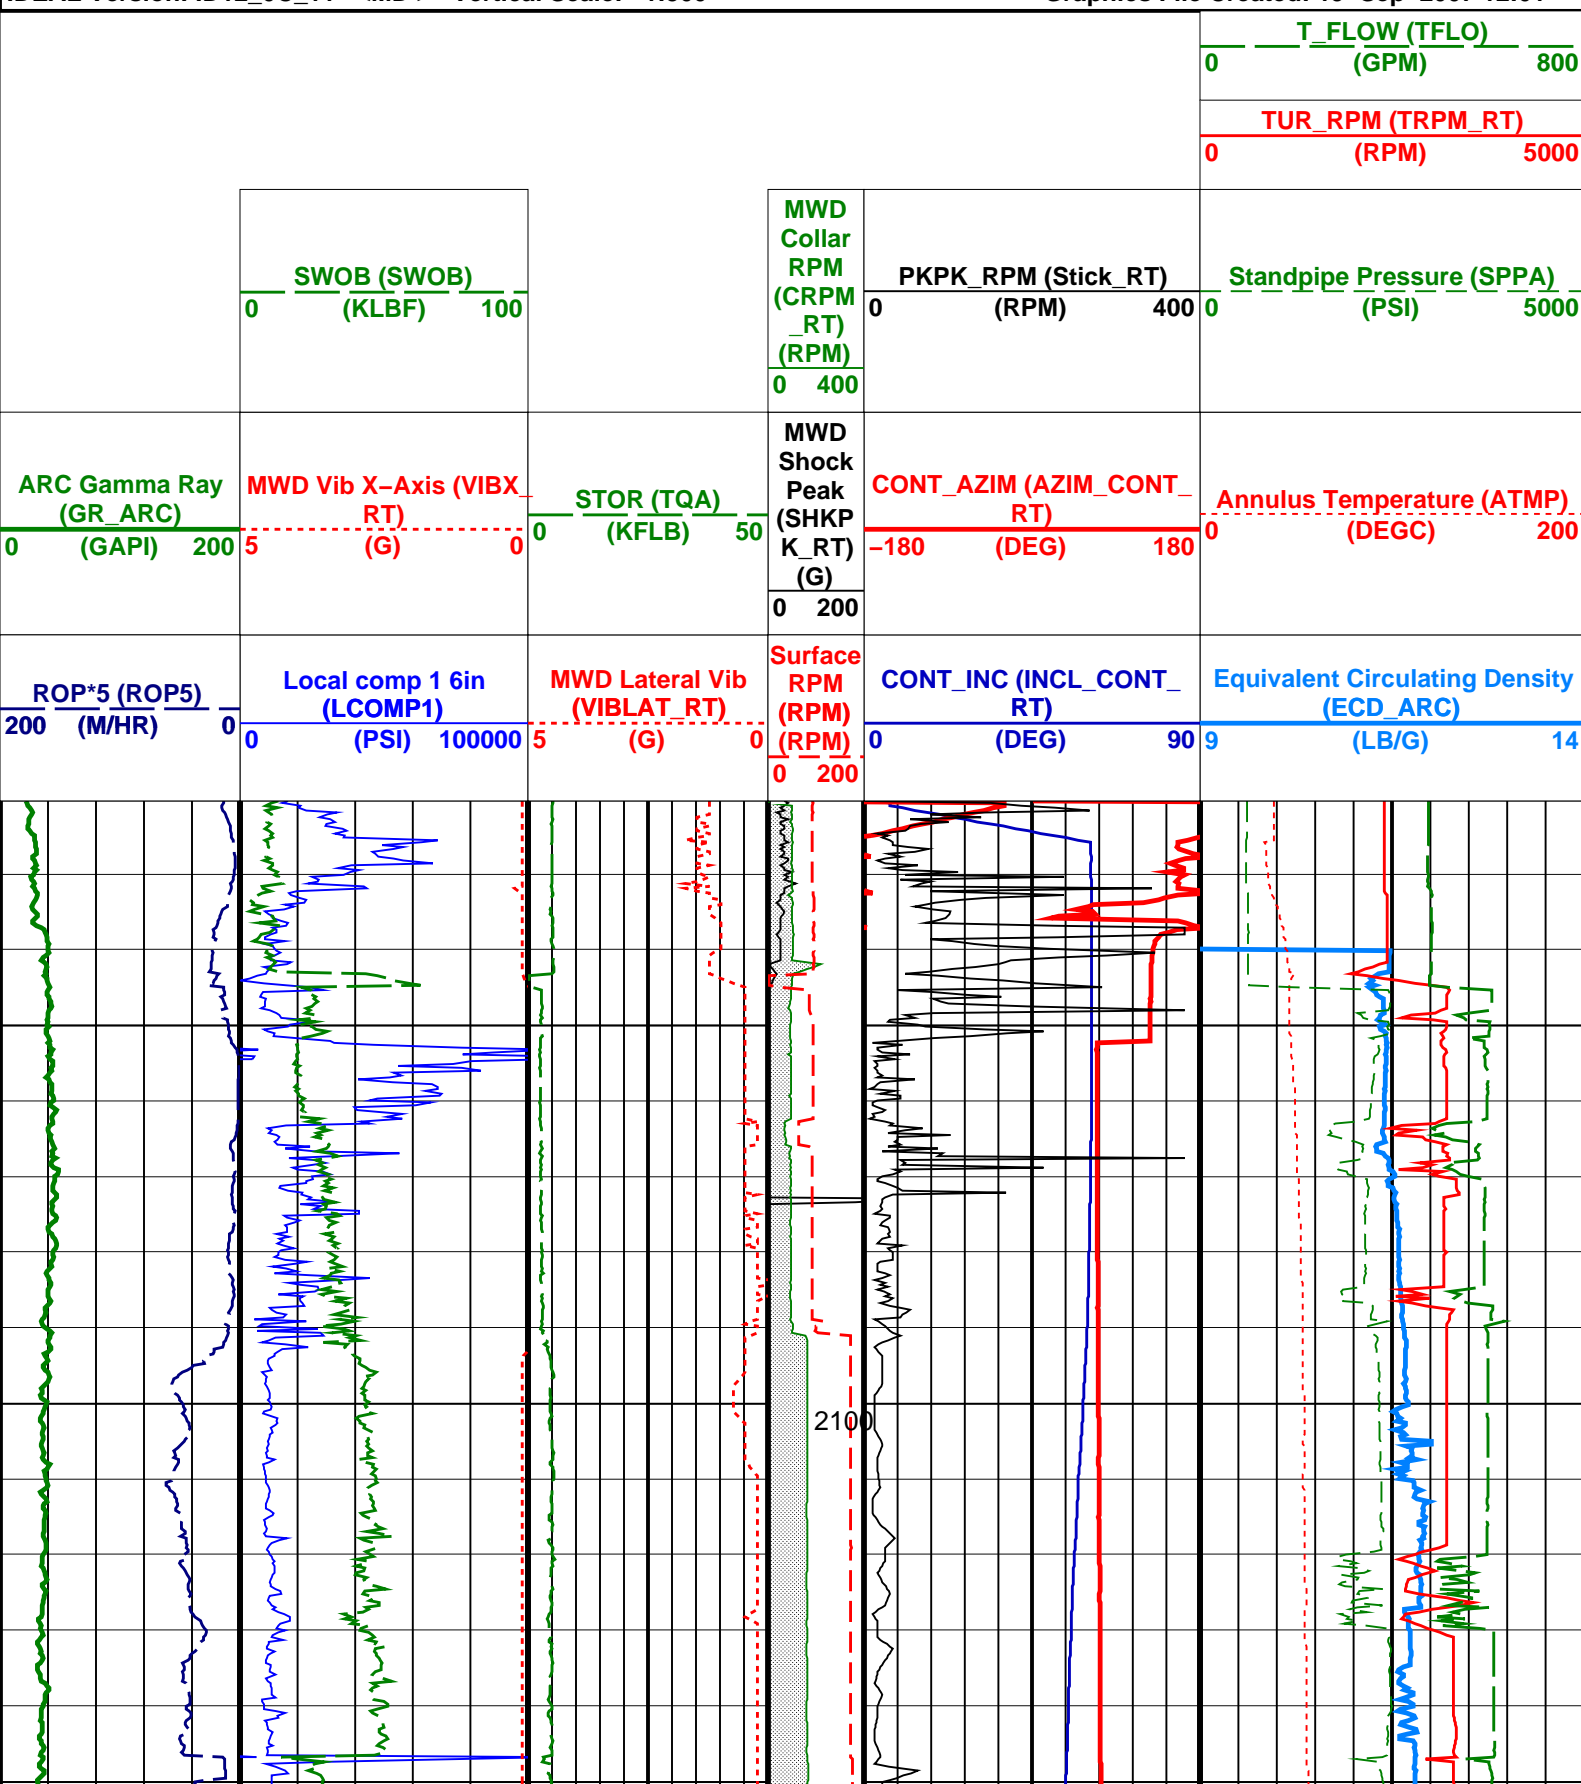 T_FLOW (TFLO)
0 (GPM) 800
TUR_RPM (TRPM_RT)
0 (RPM) 5000
SWOB (SWOB)
0 (KLBF) 100
MWD
Collar
RPM
(CRPM
_RT)
(RPM)
0 400
PKPK_RPM (Stick_RT)
0 (RPM) 400
Standpipe Pressure (SPPA)
0 (PSI) 5000
ARC Gamma Ray
(GR_ARC)
0 (GAPI) 200
MWD Vib X−Axis (VIBX_
RT)
5 (G) 0
STOR (TQA)
0 (KFLB) 50
MWD
Shock
Peak
(SHKP
K_RT)
(G)
0 200
CONT_AZIM (AZIM_CONT_
RT)
−180 (DEG) 180
Annulus Temperature (ATMP)
0 (DEGC) 200
ROP*5 (ROP5)
200 (M/HR) 0
Local comp 1 6in
(LCOMP1)
0 (PSI) 100000
MWD Lateral Vib
(VIBLAT_RT)
5 (G) 0
Surface
RPM
(RPM)
(RPM)
0 200
CONT_INC (INCL_CONT_
RT)
0 (DEG) 90
Equivalent Circulating Density
(ECD_ARC)
9 (LB/G) 14
2100